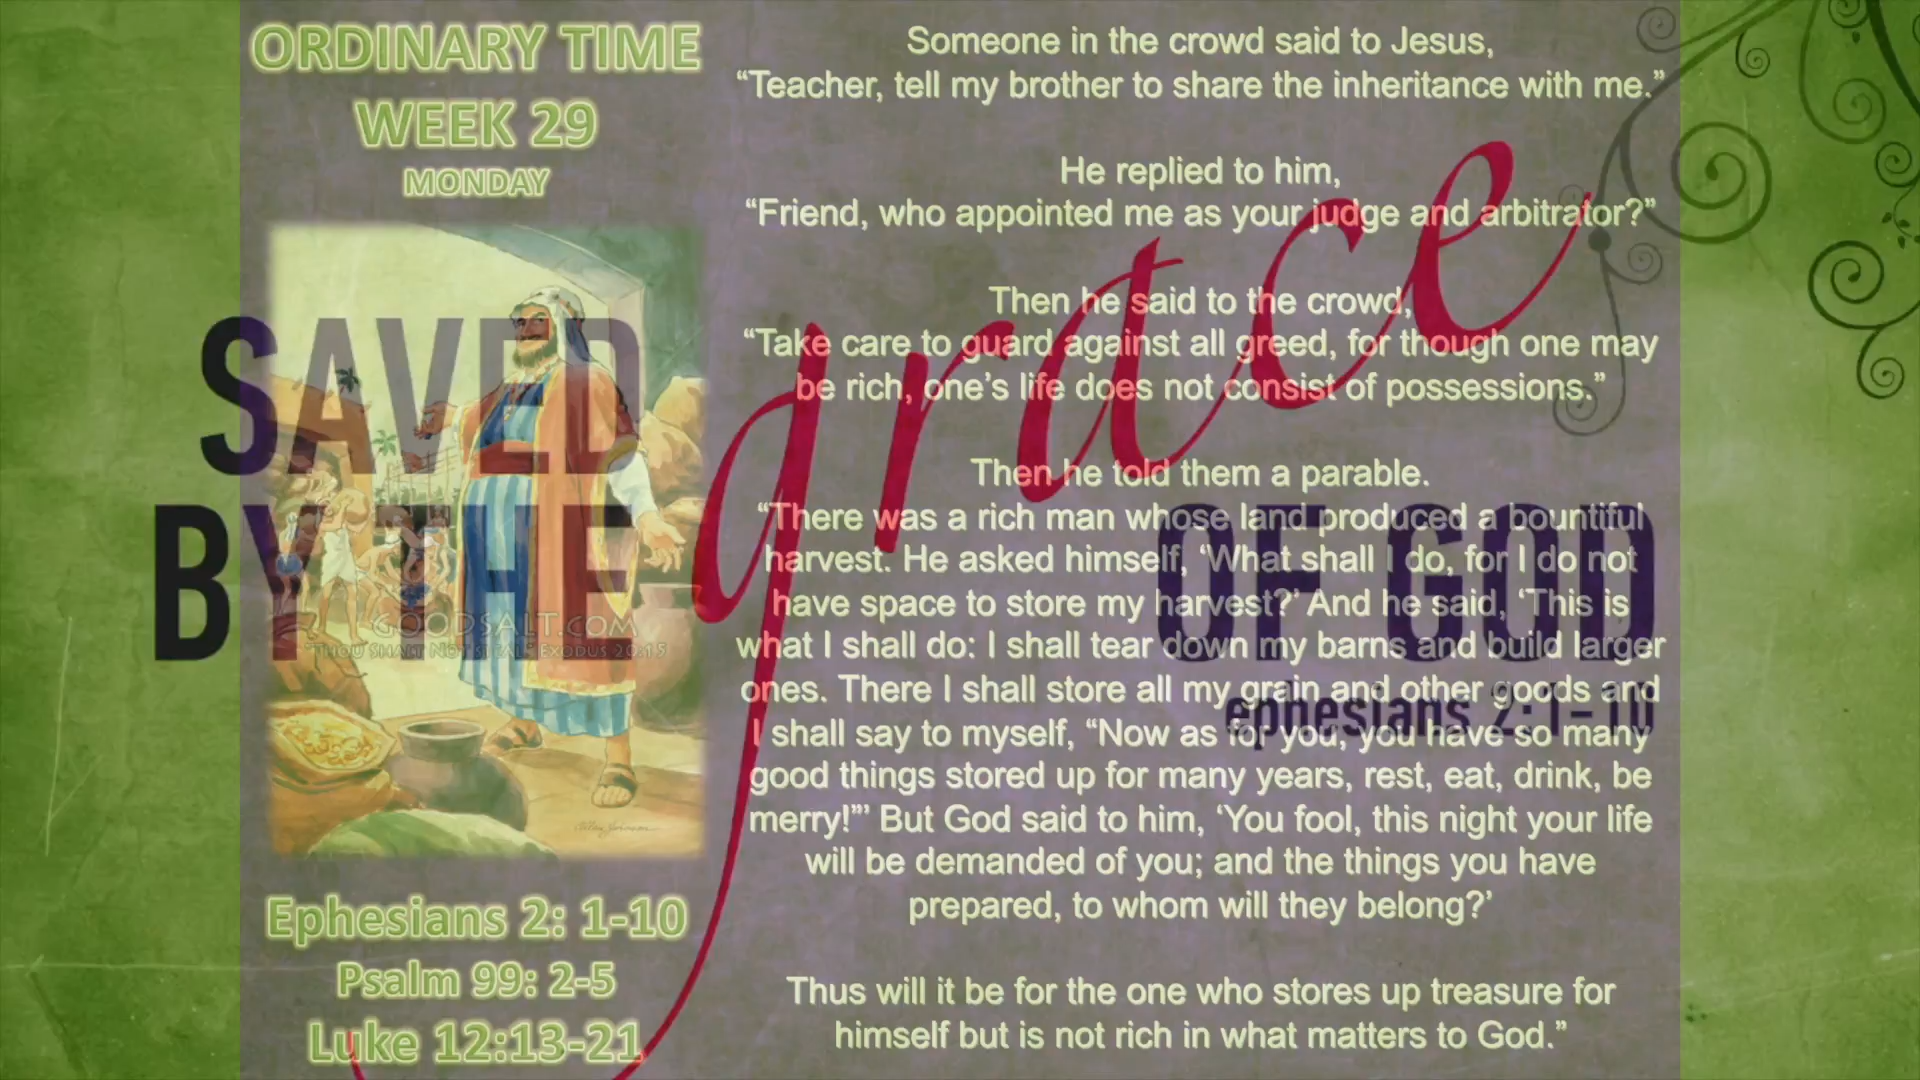 ORDINARY TIME
WEEK 29
MONDAY
SAVED
BY THE
grace
OF GOD
ephesians 2:1-10
GOODSALT.COM
"THOU SHALT NOT STEAL" EXODUS 20:15
Ephesians 2: 1-10
Psalm 99: 2-5
Luke 12:13-21
Someone in the crowd said to Jesus,
“Teacher, tell my brother to share the inheritance with me.”
He replied to him,
“Friend, who appointed me as your judge and arbitrator?”
Then he said to the crowd,
“Take care to guard against all greed, for though one may
be rich, one’s life does not consist of possessions.”
Then he told them a parable.
“There was a rich man whose land produced a bountiful
harvest. He asked himself, ‘What shall I do, for I do not
have space to store my harvest?’ And he said, ‘This is
what I shall do: I shall tear down my barns and build larger
ones. There I shall store all my grain and other goods and
I shall say to myself, “Now as for you, you have so many
good things stored up for many years, rest, eat, drink, be
merry!”’ But God said to him, ‘You fool, this night your life
will be demanded of you; and the things you have
prepared, to whom will they belong?’
Thus will it be for the one who stores up treasure for
himself but is not rich in what matters to God.”